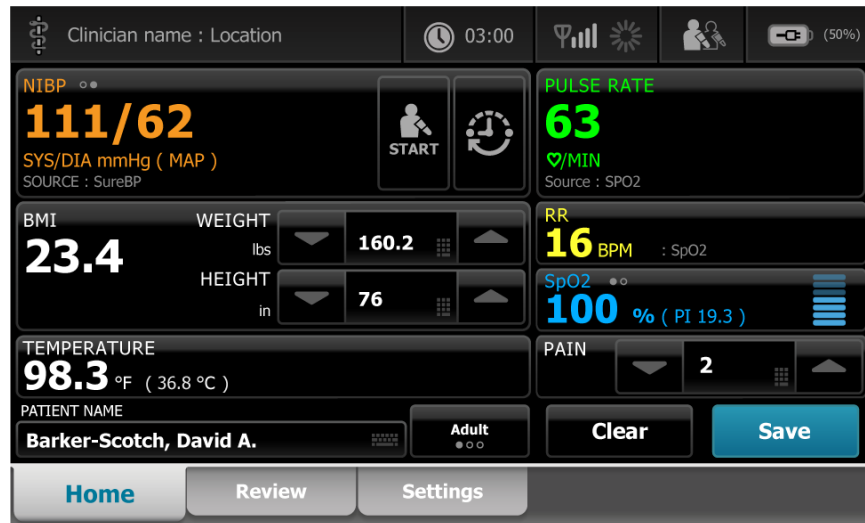 Clinician name : Location
03:00
(50%)
NIBP
111/62
SYS/DIA mmHg ( MAP )
SOURCE : SureBP
START
PULSE RATE
63
/MIN
Source : SPO2
BMI
23.4
WEIGHT
lbs
160.2
HEIGHT
in
76
RR
16 BPM : SpO2
SpO2
100 % ( PI 19.3 )
TEMPERATURE
98.3 °F ( 36.8 °C )
PAIN
2
PATIENT NAME
Barker-Scotch, David A.
Adult
Clear
Save
Home
Review
Settings